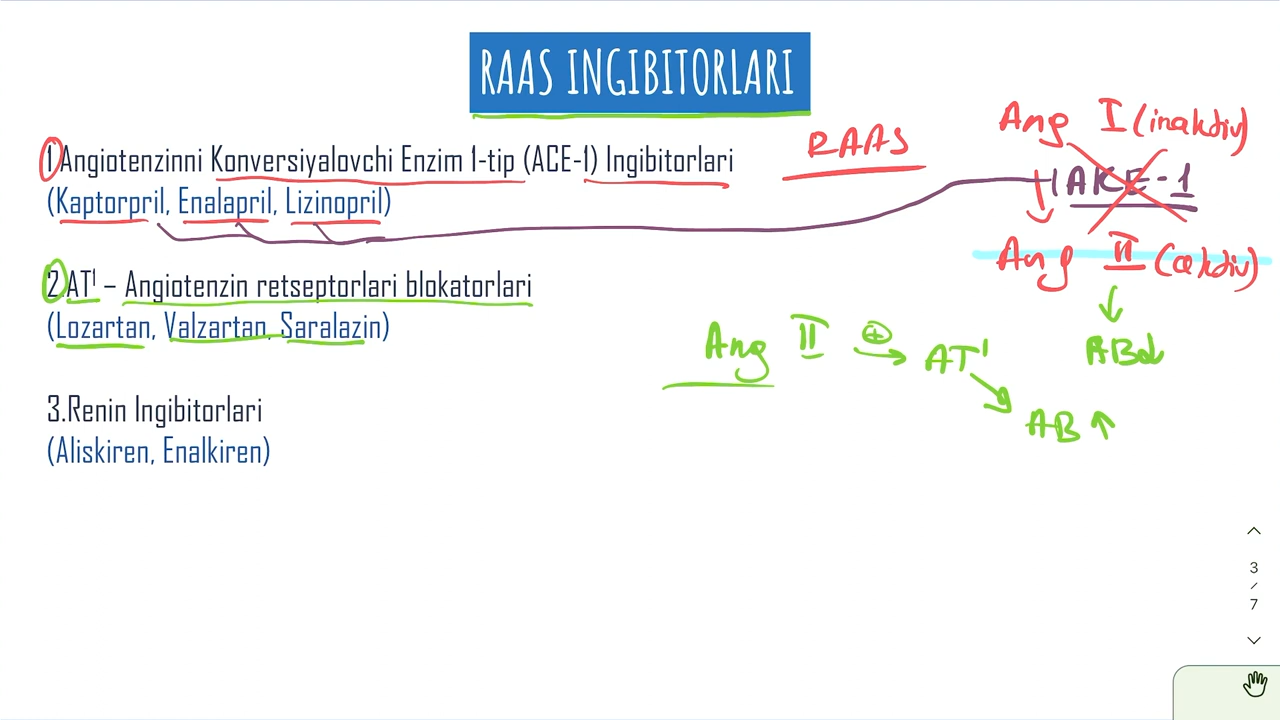 RAAS INGIBITORLARI
1.Angiotenzinni Konversiyalovchi Enzim 1-tip (ACE-1) Ingibitorlari
(Kaptorpril, Enalapril, Lizinopril)
2.AT¹ – Angiotenzin retseptorlari blokatorlari
(Lozartan, Valzartan, Saralazin)
3.Renin Ingibitorlari
(Aliskiren, Enalkiren)
RAAS
Ang I (inaktiv)
AKE-1
Ang II (aktiv)
Ang II ⊕ AT¹
AB↑
3
/
7